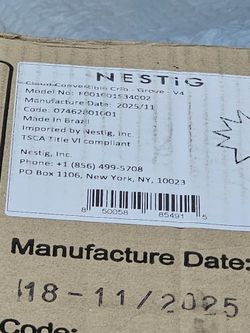 NESTiG
Cloud Convertible Crib - Grove - V4
Model No: F001601534002
Manufacture Date: 2025/11
Code: 07462801601
Made In Brazil
Imported by Nestig, Inc
TSCA Title VI compliant
Nestig, Inc
Phone: +1 (856) 499-5708
PO Box 1106, New York, NY, 10023
8 50058 85491 5
Manufacture Date:
18-11/2025
Code: